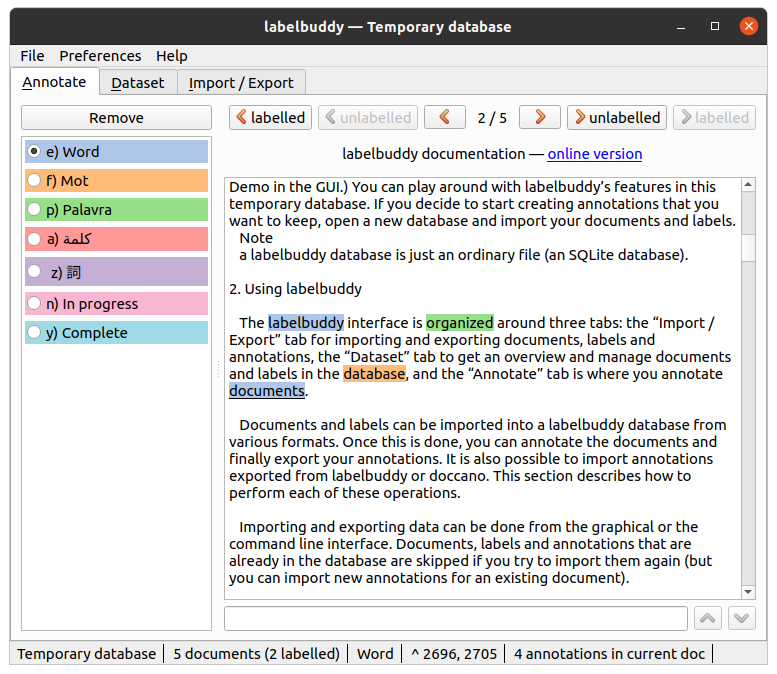 labelbuddy — Temporary database
File Preferences Help
Annotate Dataset Import / Export
Remove
labelled unlabelled 2 / 5 unlabelled labelled
e) Word
f) Mot
p) Palavra
a) كلمة
z) 詞
n) In progress
y) Complete
labelbuddy documentation — online version
Demo in the GUI.) You can play around with labelbuddy’s features in this
temporary database. If you decide to start creating annotations that you
want to keep, open a new database and import your documents and labels.
Note
a labelbuddy database is just an ordinary file (an SQLite database).
2. Using labelbuddy
The labelbuddy interface is organized around three tabs: the “Import /
Export” tab for importing and exporting documents, labels and
annotations, the “Dataset” tab to get an overview and manage documents
and labels in the database, and the “Annotate” tab is where you annotate
documents.
Documents and labels can be imported into a labelbuddy database from
various formats. Once this is done, you can annotate the documents and
finally export your annotations. It is also possible to import annotations
exported from labelbuddy or doccano. This section describes how to
perform each of these operations.
Importing and exporting data can be done from the graphical or the
command line interface. Documents, labels and annotations that are
already in the database are skipped if you try to import them again (but
you can import new annotations for an existing document).
Temporary database 5 documents (2 labelled) Word ^ 2696, 2705 4 annotations in current doc